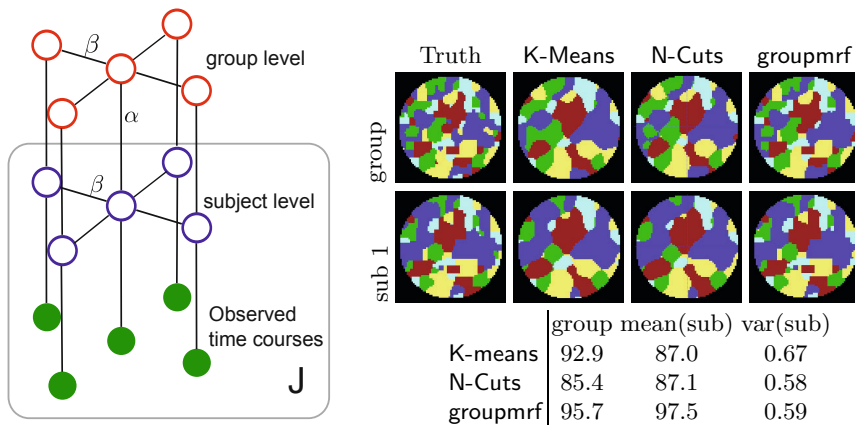 β
group level
α
β
subject level
Observed
time courses
J
Truth K-Means N-Cuts groupmrf
group
sub 1
group mean(sub) var(sub)
K-means 92.9 87.0 0.67
N-Cuts 85.4 87.1 0.58
groupmrf 95.7 97.5 0.59